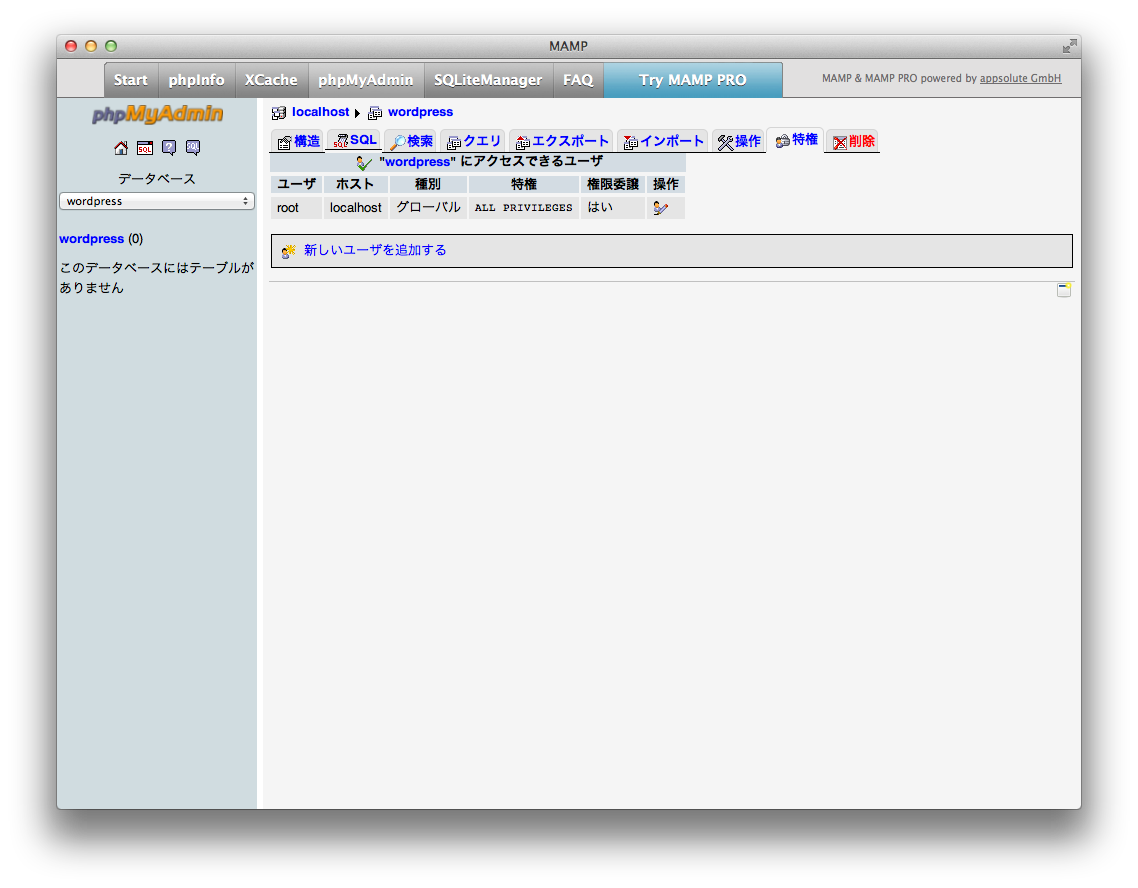 MAMP
Start phpInfo XCache phpMyAdmin SQLiteManager FAQ Try MAMP PRO MAMP & MAMP PRO powered by appsolute GmbH
phpMyAdmin
SQL ? SQL
データベース
wordpress
wordpress (0)
このデータベースにはテーブルが
ありません
localhost ▶ wordpress
構造 SQL 検索 クエリ エクスポート インポート 操作 特権 削除
"wordpress" にアクセスできるユーザ
ユーザ ホスト 種別 特権 権限委譲 操作
root localhost グローバル ALL PRIVILEGES はい
新しいユーザを追加する